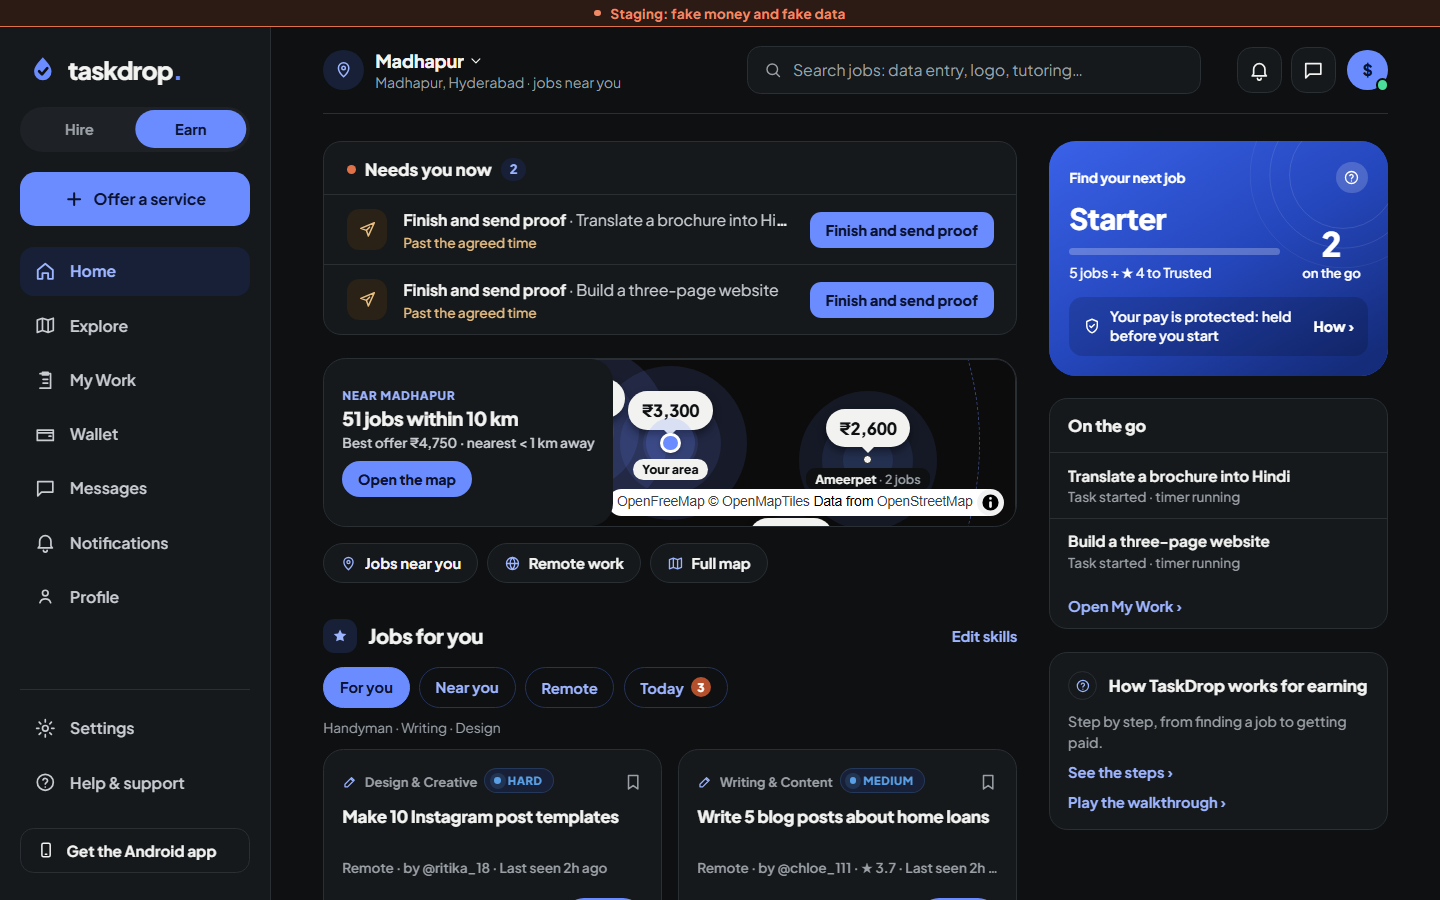 Staging: fake money and fake data
taskdrop.
Hire
Earn
Offer a service
Home
Explore
My Work
Wallet
Messages
Notifications
Profile
Settings
Help & support
Get the Android app
Madhapur
Madhapur, Hyderabad · jobs near you
Search jobs: data entry, logo, tutoring...
$
Needs you now 2
Finish and send proof · Translate a brochure into Hi...
Past the agreed time
Finish and send proof
Finish and send proof · Build a three-page website
Past the agreed time
Finish and send proof
NEAR MADHAPUR
51 jobs within 10 km
Best offer ₹4,750 · nearest < 1 km away
Open the map
₹3,300
Your area
₹2,600
Ameerpet · 2 jobs
OpenFreeMap © OpenMapTiles Data from OpenStreetMap
Jobs near you
Remote work
Full map
Jobs for you
Edit skills
For you
Near you
Remote
Today 3
Handyman · Writing · Design
Design & Creative
HARD
Make 10 Instagram post templates
Remote · by @ritika_18 · Last seen 2h ago
Writing & Content
MEDIUM
Write 5 blog posts about home loans
Remote · by @chloe_111 · ★ 3.7 · Last seen 2h ...
Find your next job
Starter
5 jobs + ★ 4 to Trusted
2
on the go
Your pay is protected: held
before you start
How ›
On the go
Translate a brochure into Hindi
Task started · timer running
Build a three-page website
Task started · timer running
Open My Work ›
How TaskDrop works for earning
Step by step, from finding a job to getting
paid.
See the steps ›
Play the walkthrough ›